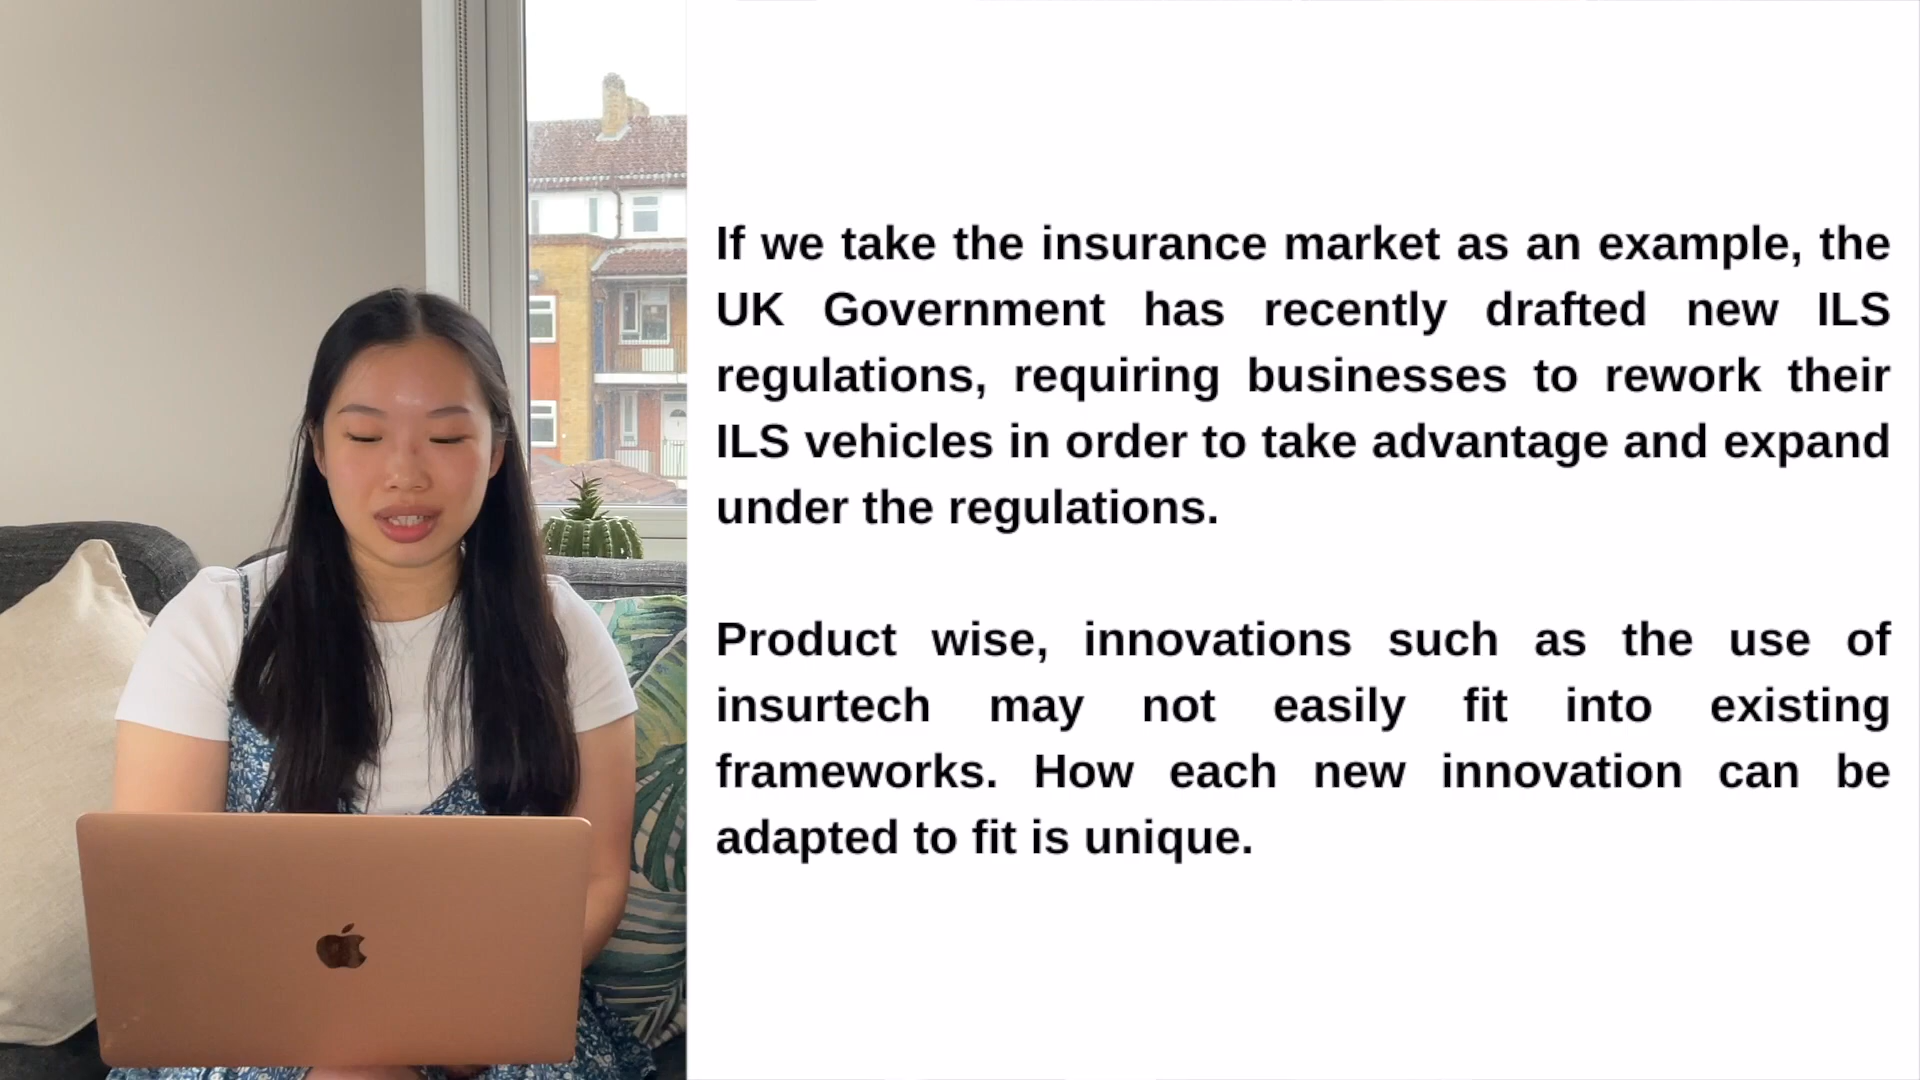 If we take the insurance market as an example, the
UK Government has recently drafted new ILS
regulations, requiring businesses to rework their
ILS vehicles in order to take advantage and expand
under the regulations.
Product wise, innovations such as the use of
insurtech may not easily fit into existing
frameworks. How each new innovation can be
adapted to fit is unique.